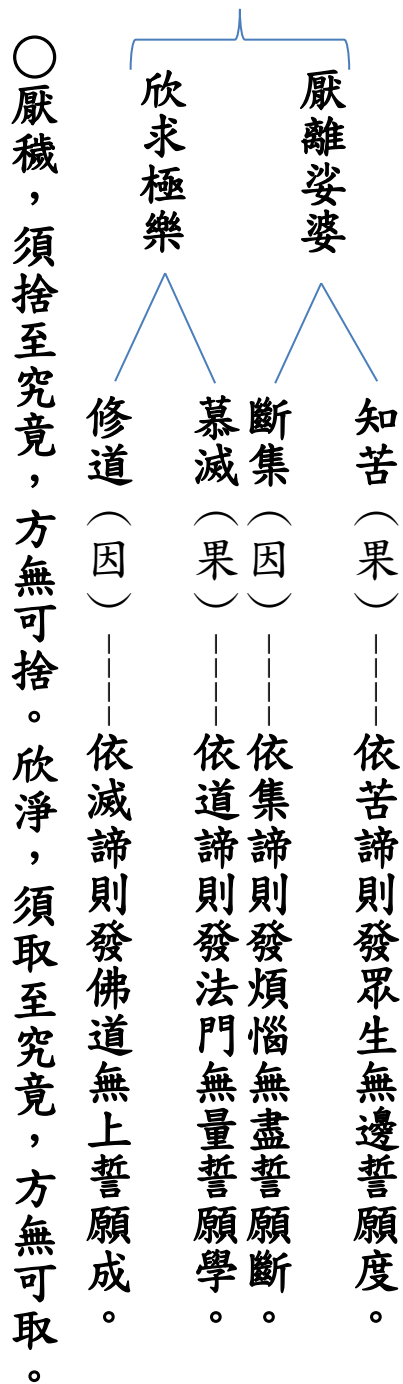 厭離娑婆
知苦（果）------依苦諦則發眾生無邊誓願度。
斷集（因）------依集諦則發煩惱無盡誓願斷。
欣求極樂
慕滅（果）------依道諦則發法門無量誓願學。
修道（因）------依滅諦則發佛道無上誓願成。
○厭穢，須捨至究竟，方無可捨。欣淨，須取至究竟，方無可取。